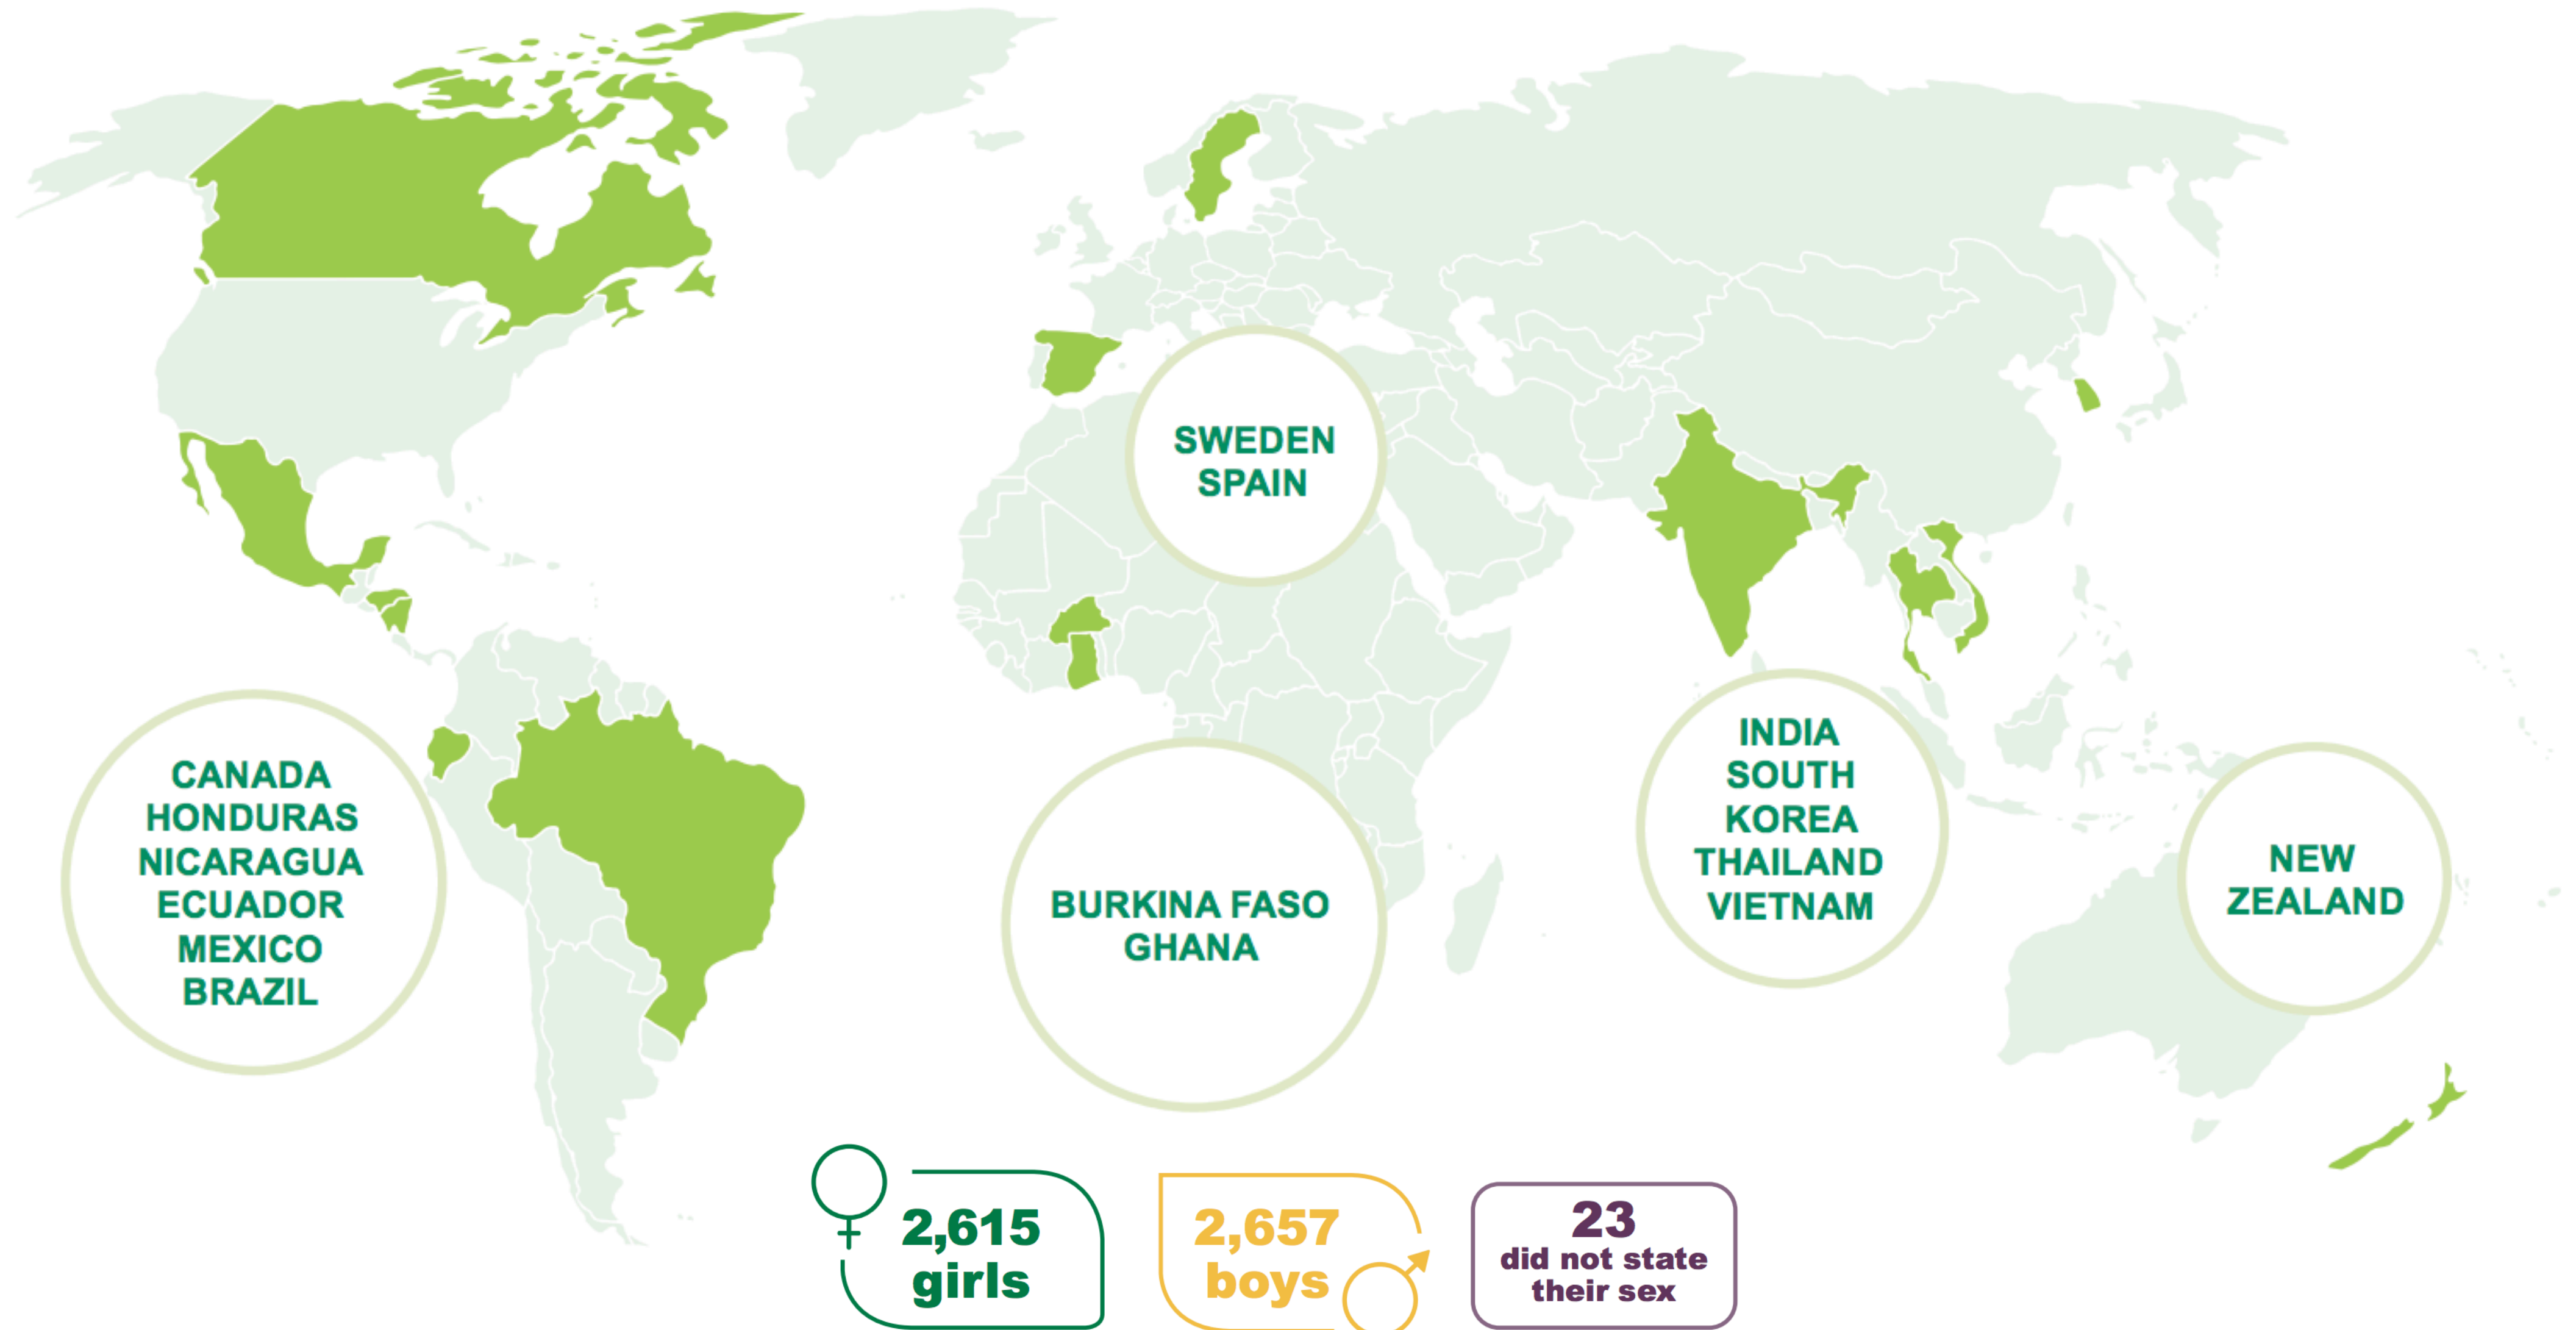 SWEDEN
SPAIN
CANADA
HONDURAS
NICARAGUA
ECUADOR
MEXICO
BRAZIL
BURKINA FASO
GHANA
INDIA
SOUTH
KOREA
THAILAND
VIETNAM
NEW
ZEALAND
2,615
girls
2,657
boys
23
did not state
their sex